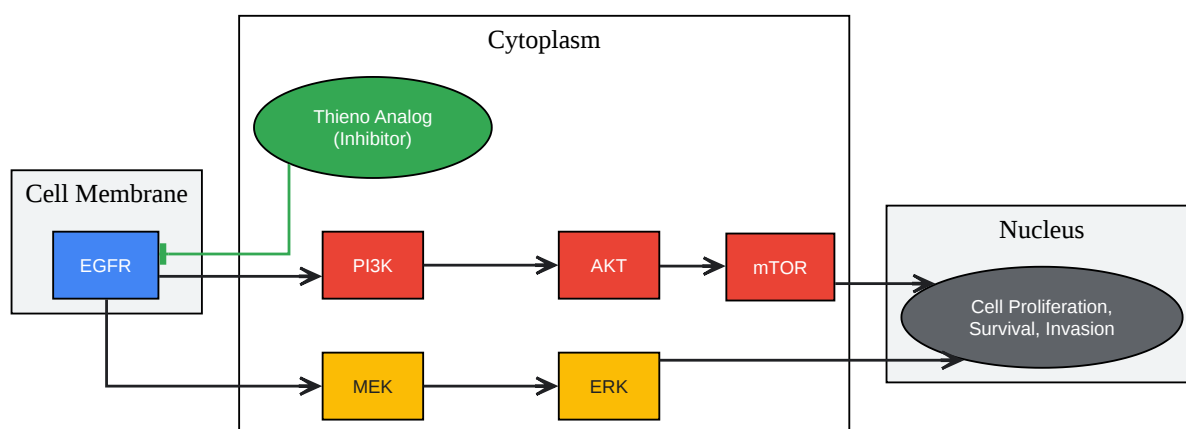 Cytoplasm
Thieno Analog
(Inhibitor)
Cell Membrane
EGFR
PI3K
AKT
mTOR
Nucleus
Cell Proliferation,
Survival, Invasion
MEK
ERK